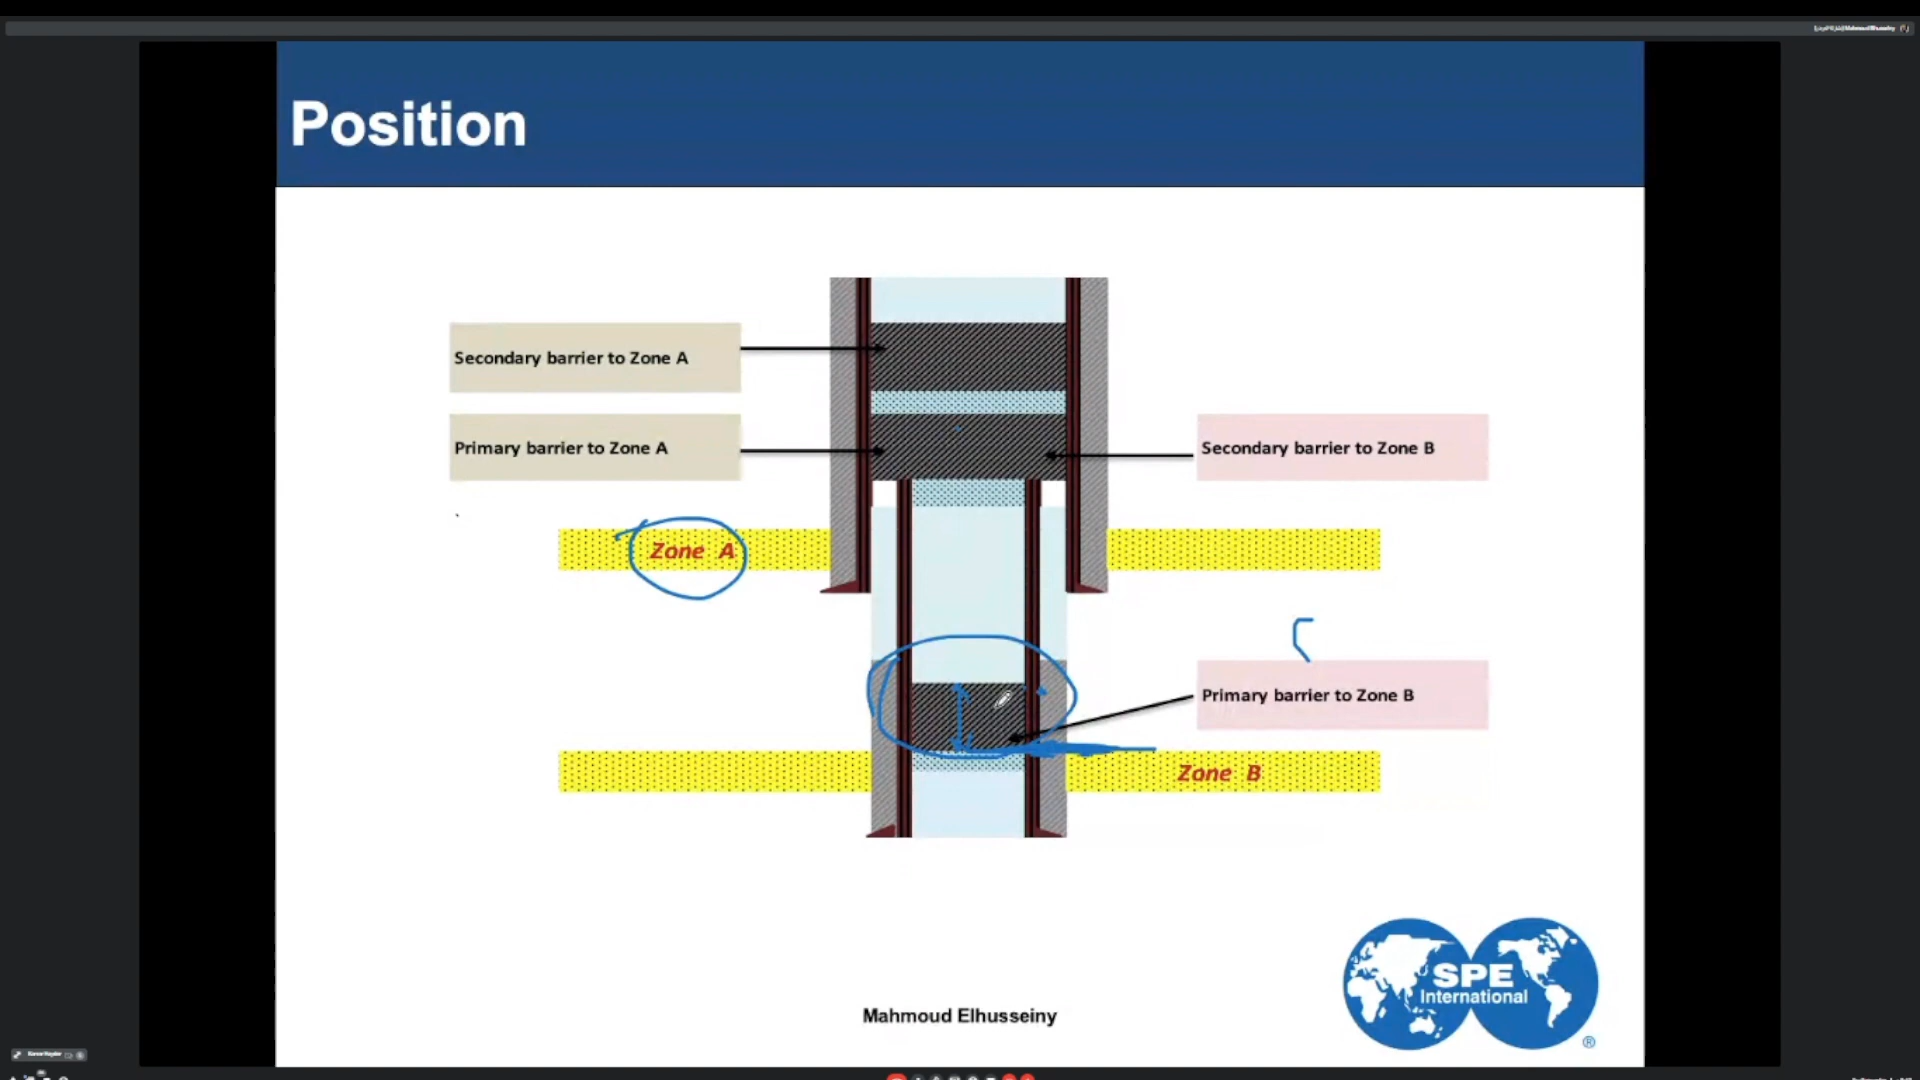 Position
Secondary barrier to Zone A
Primary barrier to Zone A
Secondary barrier to Zone B
Zone A
Primary barrier to Zone B
Zone B
SPE
International
®
Mahmoud Elhusseiny